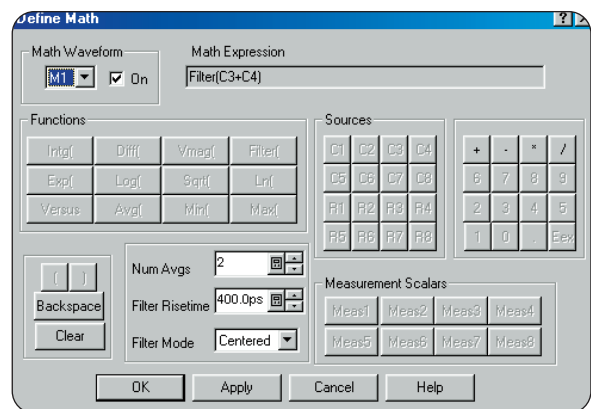 Define Math
Math Waveform
M1
On
Math Expression
Filter(C3+C4)
Functions
Intg( Diff( Vmag( Filter(
Exp( Log( Sqrt( Ln(
Versus Avg( Min( Max(
Sources
C1 C2 C3 C4
C5 C6 C7 C8
R1 R2 R3 R4
R5 R6 R7 R8
+ - * /
6 7 8 9
2 3 4 5
1 0 . Eex
( )
Backspace
Clear
Num Avgs 2
Filter Risetime 400.0ps
Filter Mode Centered
Measurement Scalars
Meas1 Meas2 Meas3 Meas4
Meas5 Meas6 Meas7 Meas8
OK Apply Cancel Help